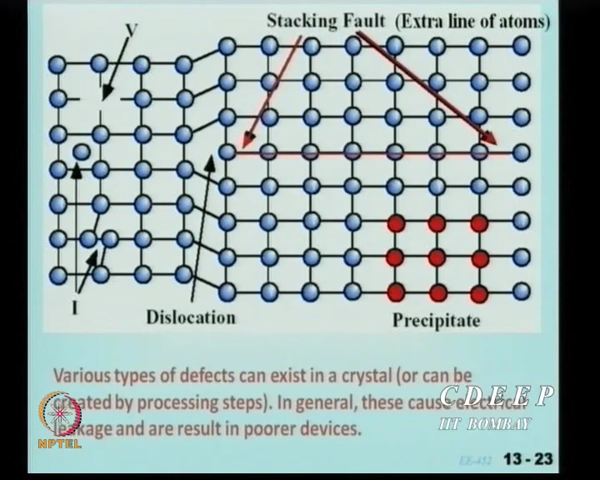 Stacking Fault (Extra line of atoms)
V
I
Dislocation
Precipitate
Various types of defects can exist in a crystal (or can be
created by processing steps). In general, these cause electrical
leakage and are result in poorer devices.
CDEEP
IIT BOMBAY
NPTEL
EE-452
13 - 23